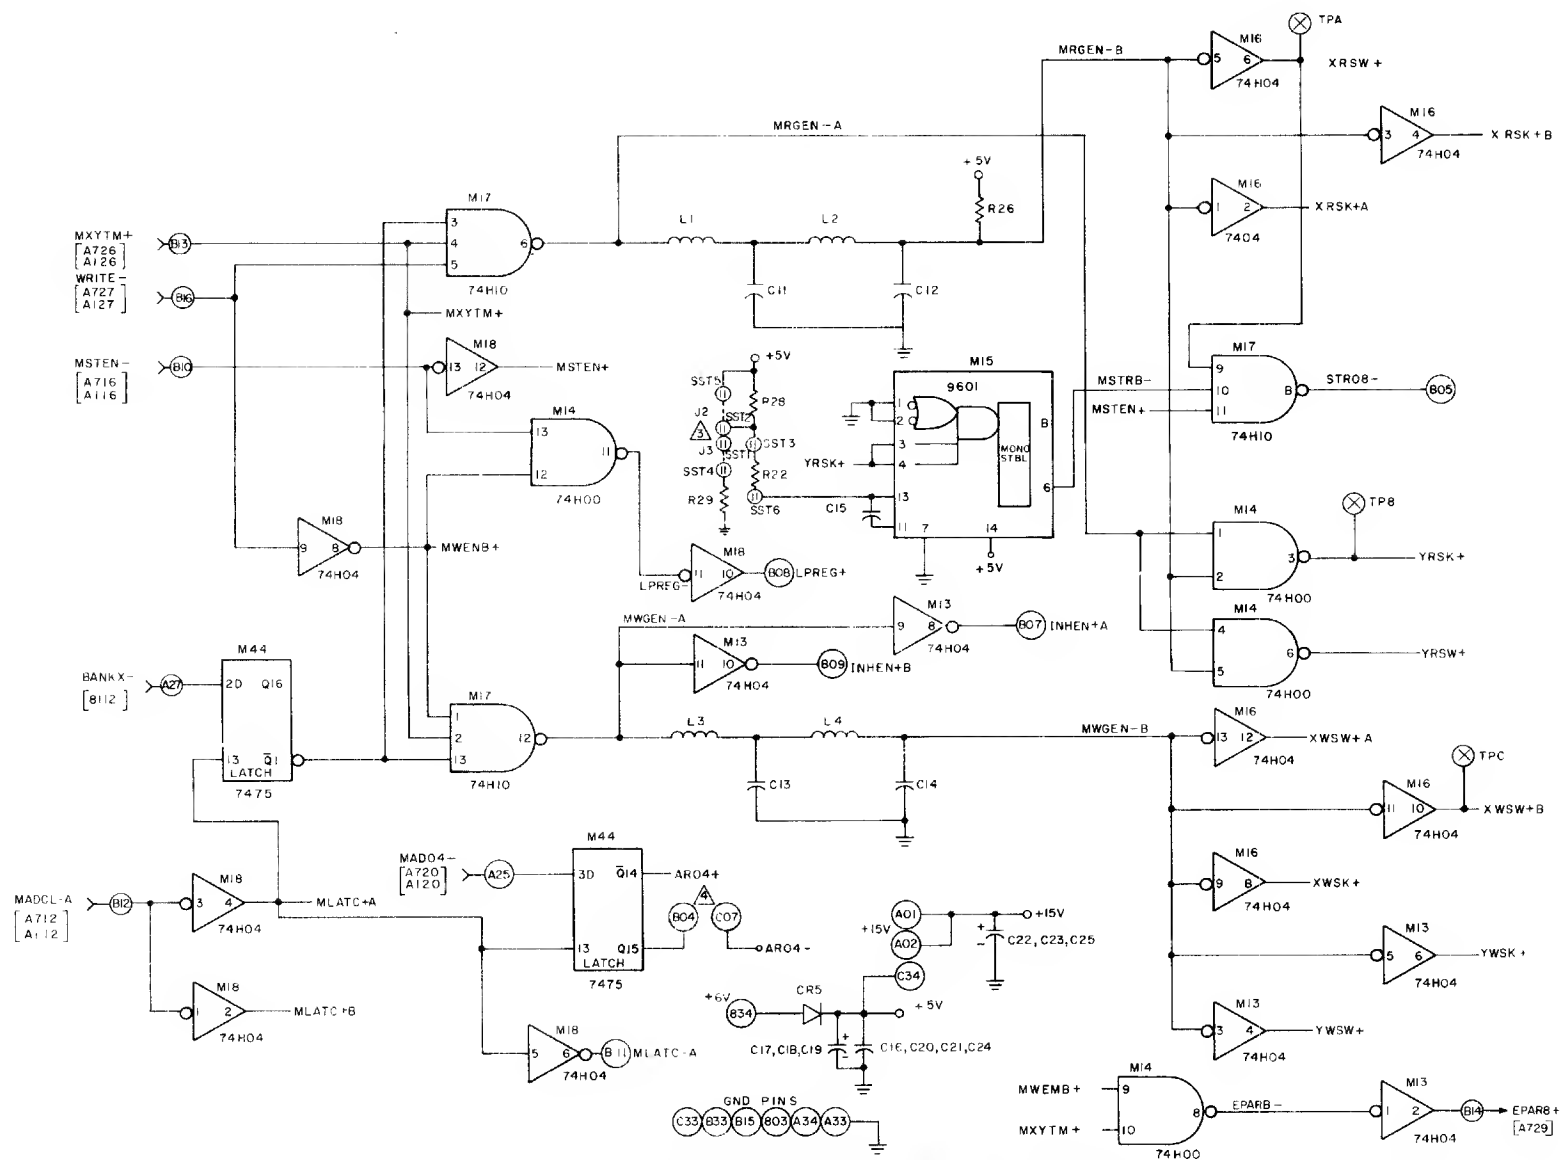 TPA
M16
MRGEN-B
5 6
XRSW+
74H04
M16
MRGEN-A
3 4
XRSK+B
74H04
+5V
M16
M17
R26
1 2
XRSK+A
L1 L2
7404
3
MXYTM+
B13
4 6
[A726
A126]
5
WRITE-
74H10
B16
C11 C12
[A727
A127]
MXYTM+
M18
MSTEN-
B10
13 12
MSTEN+
[A716
A116]
74H04
+5V
M15
M17
SST5
9601
9
R28
1
MSTRB-
10 8
STROB-
B05
M14
J2
SST2
2
8
MSTEN+
11
13
3
3
MONO
STBL
74H10
11
J3
SST1
SST3
YRSK+
4
12
SST4
R22
6
74H00
R29
C15
13
SST6
11
7 14
+5V
M14
TPB
1
3
YRSK+
2
74H00
M18
9 8
MWENB+
74H04
M18
LPREG-
11 10
B08
LPREG+
74H04
M14
4
6
YRSW+
5
74H00
MWGEN-A
M13
9 8
B07
INHEN+A
74H04
M13
11 10
B09
INHEN+B
74H04
M44
BANKX-
A27
2D Q16
[8112]
13 Q̅1
LATCH
7475
M17
1
2 12
13
74H10
L3 L4
MWGEN-B
C13 C14
M16
13 12
XWSW+A
74H04
TPC
M16
11 10
XWSW+B
74H04
M44
MAD04-
[A720
A120]
A25
3D Q̅14
AR04+
4
B04
C07
13 Q15
AR04-
LATCH
7475
M16
9 8
XWSK+
74H04
M18
MADCL-A
B12
3 4
MLATC+A
[A712
A112]
74H04
M18
1 2
MLATC+B
74H04
A01
+15V
+15V
A02
C22, C23, C25
C34
M13
5 6
YWSK+
74H04
+6V
CR5
B34
+5V
C17, C18, C19
C16, C20, C21, C24
M18
5 6
B11
MLATC-A
74H04
M13
3 4
YWSW+
74H04
GND PINS
C33 B33 B15 B03 A34 A33
M14
MWEMB+
9
8
EPARB-
MXYTM+
10
74H00
M13
1 2
B14
EPARB+
[A729]
74H04